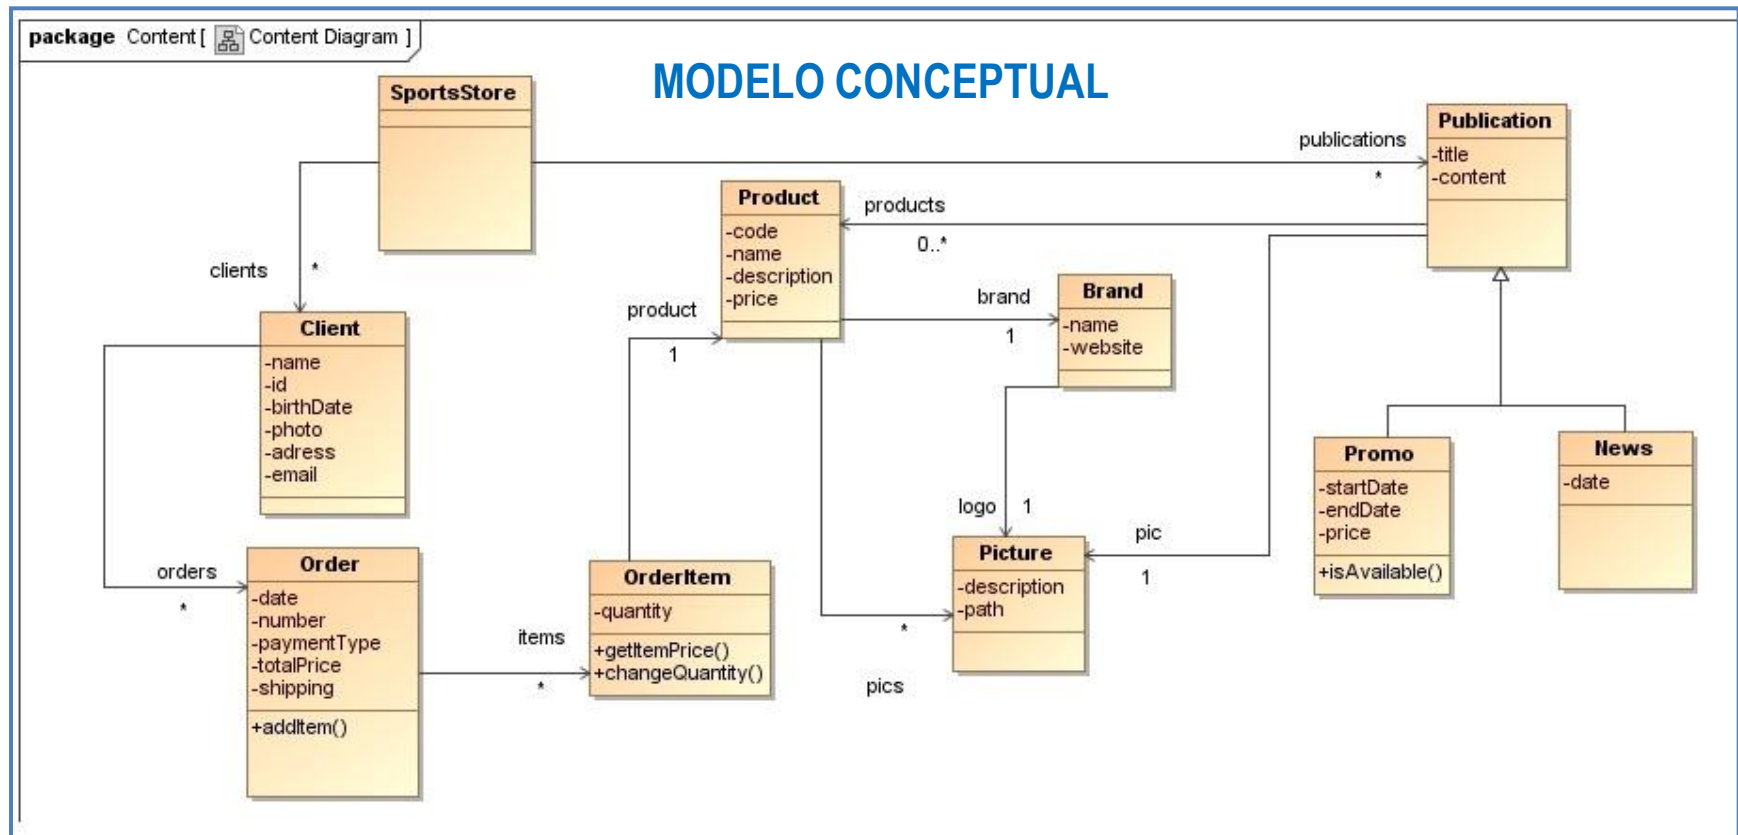 package Content [ Content Diagram ]
MODELO CONCEPTUAL
SportsStore
Publication
-title
-content
publications
*
Product
-code
-name
-description
-price
products
0..*
clients
*
Client
-name
-id
-birthDate
-photo
-adress
-email
product
1
brand
1
Brand
-name
-website
Promo
-startDate
-endDate
-price
+isAvailable()
News
-date
logo 1
pic
1
Picture
-description
-path
orders
*
Order
-date
-number
-paymentType
-totalPrice
-shipping
+addItem()
items
*
OrderItem
-quantity
+getItemPrice()
+changeQuantity()
*
pics